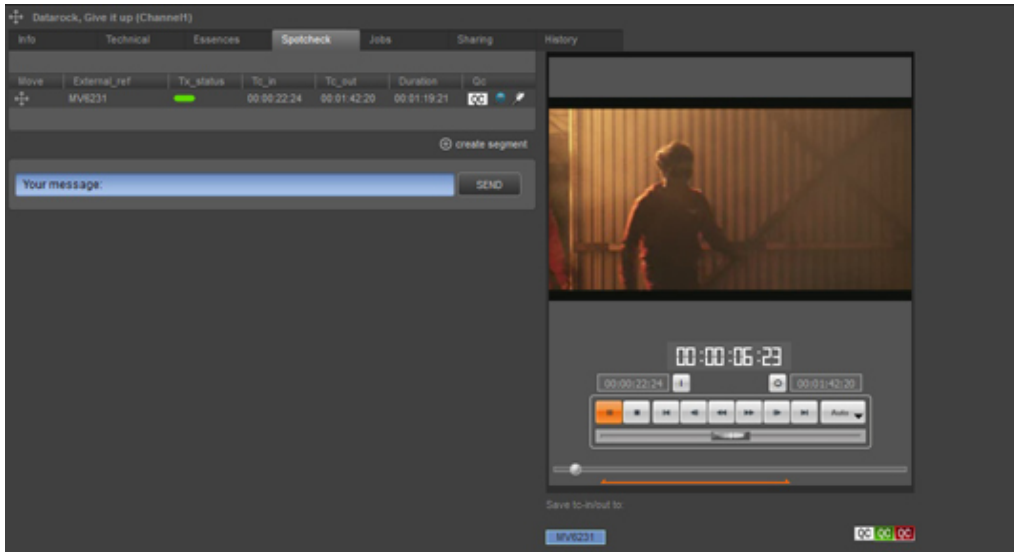 Datarock, Give it up (Channel1)
Info Technical Essences Spotcheck Jobs Sharing History
Move External_ref Tx_status Tc_in Tc_out Duration Qc
MV6231 00:00:22:24 00:01:42:20 00:01:19:21 QC
create segment
Your message: SEND
00:00:06:23
00:00:22:24 I O 00:01:42:20
Auto
Save tc-in/out to:
MV6231 QC QC QC